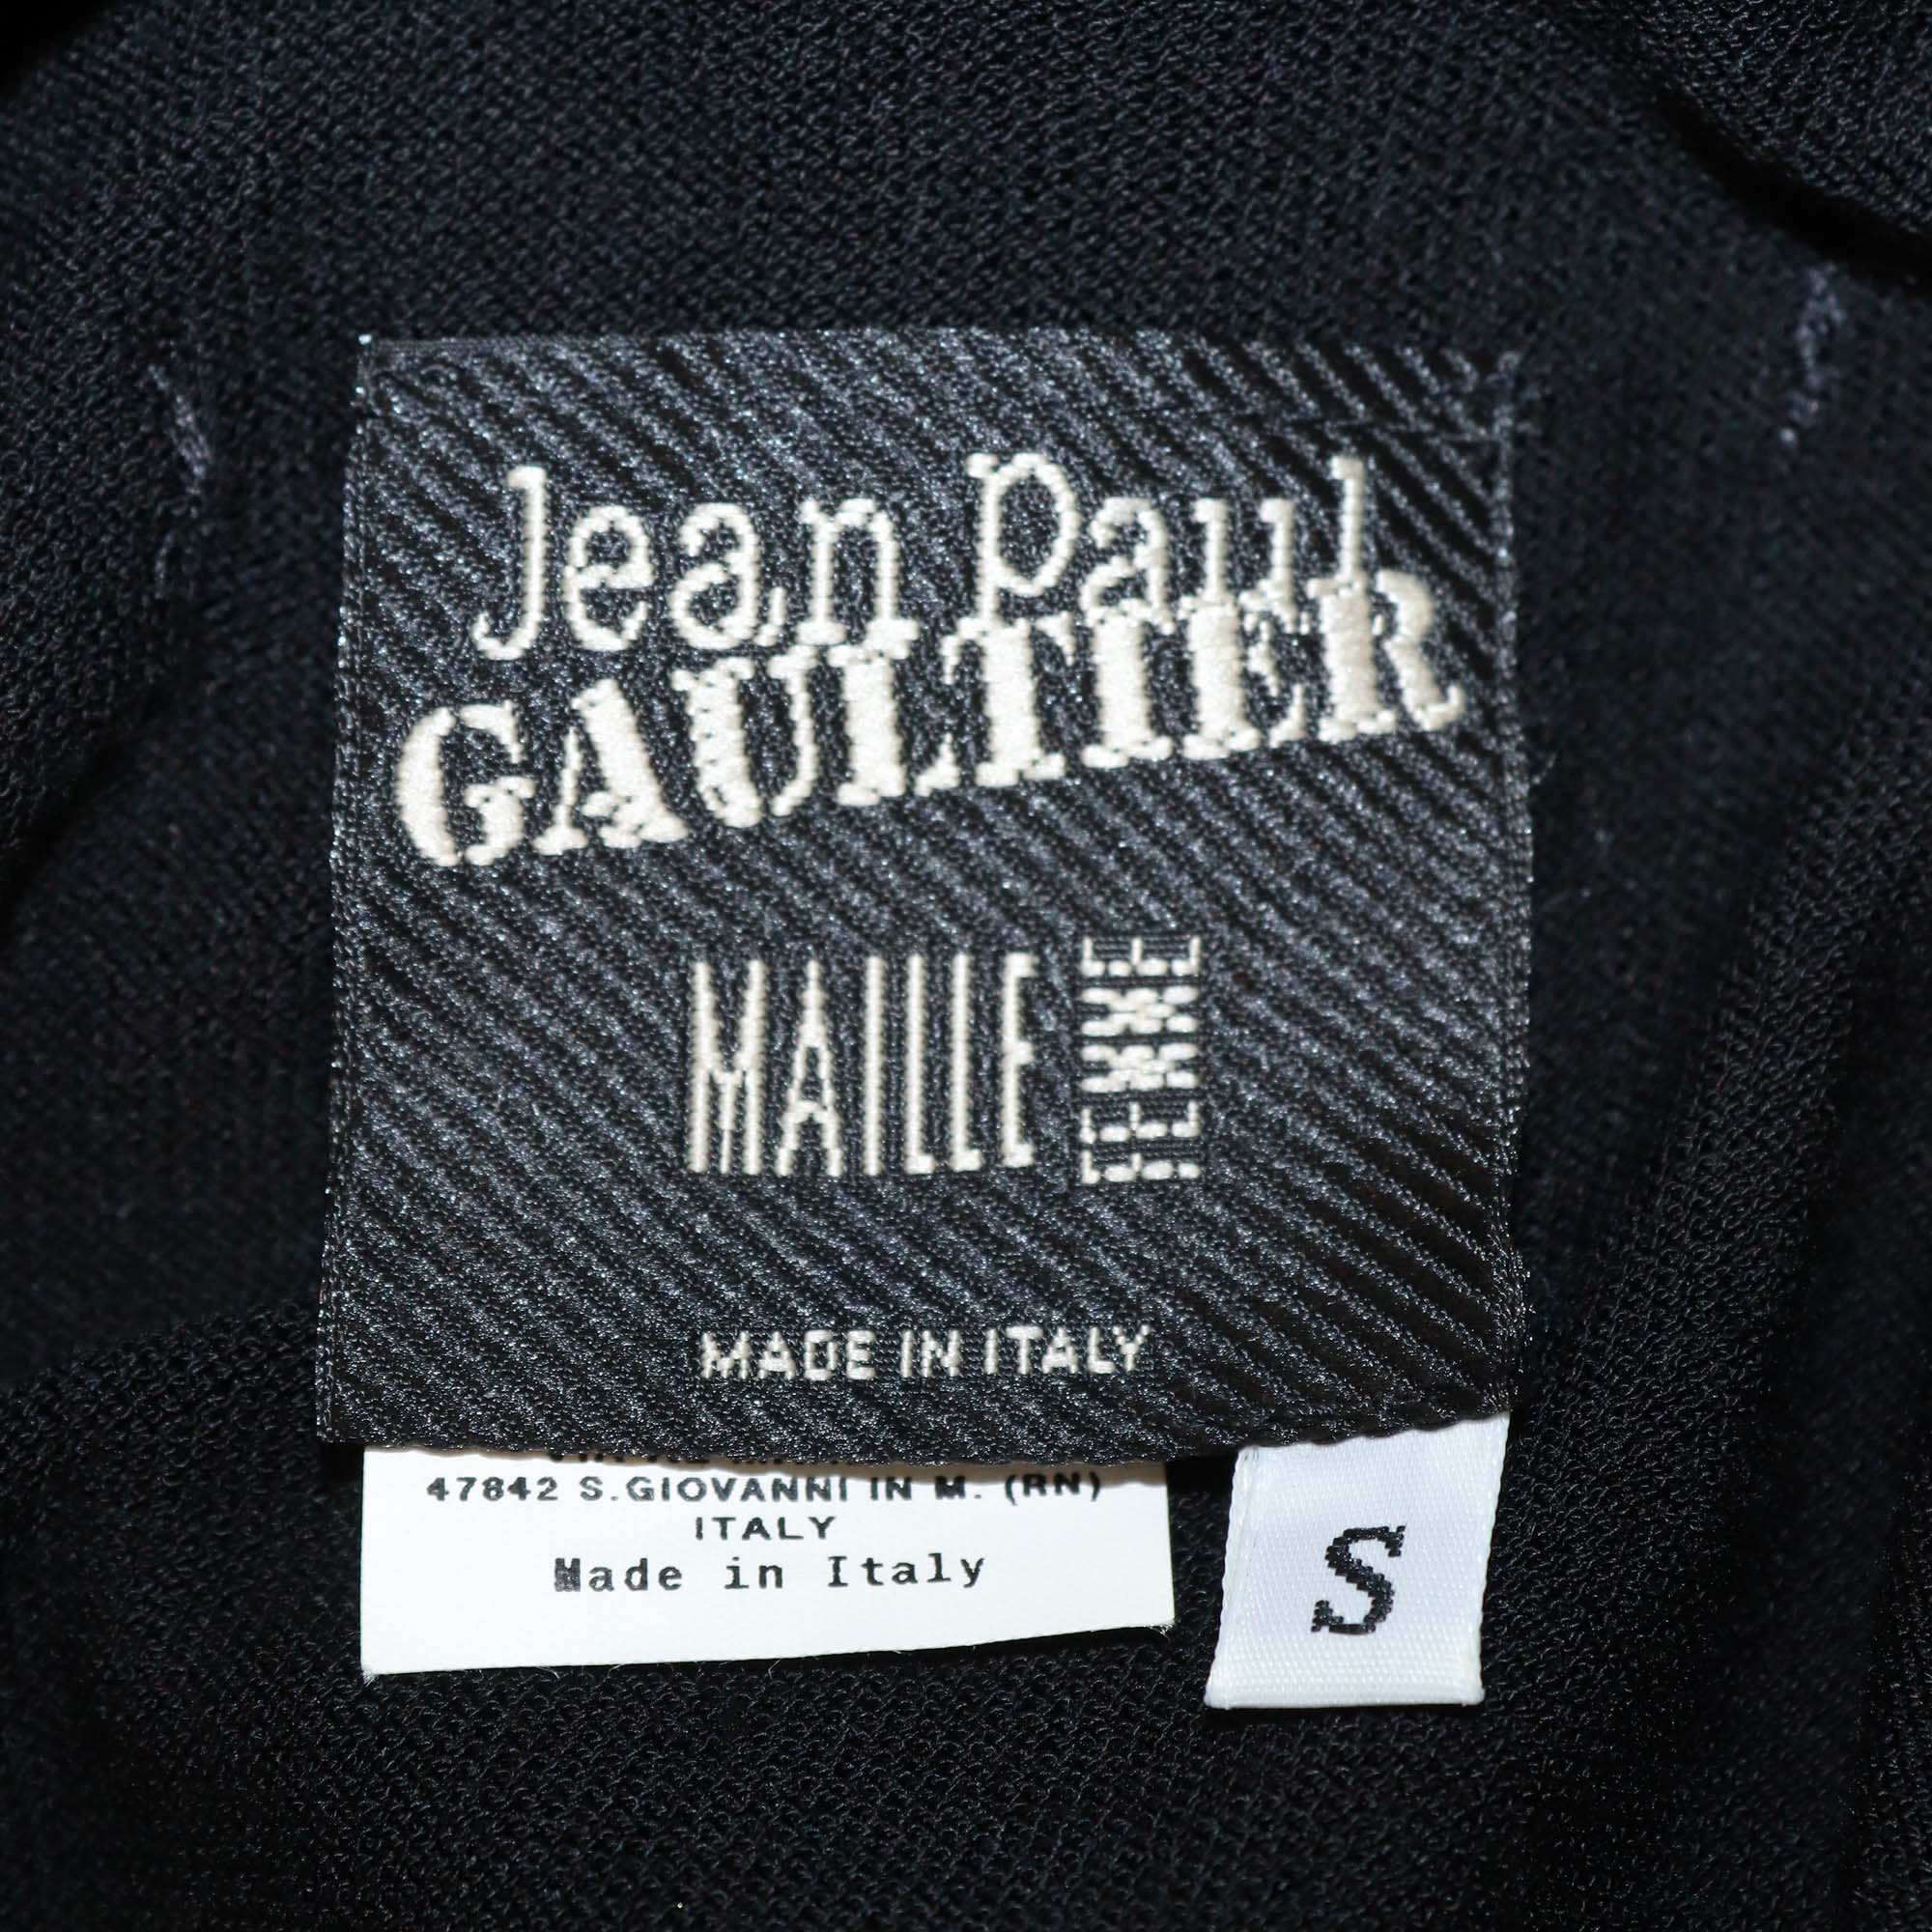 Jean Paul
GAULTIER
MAILLE FEMME
MADE IN ITALY
47842 S.GIOVANNI IN M. (RN)
ITALY
Made in Italy
S